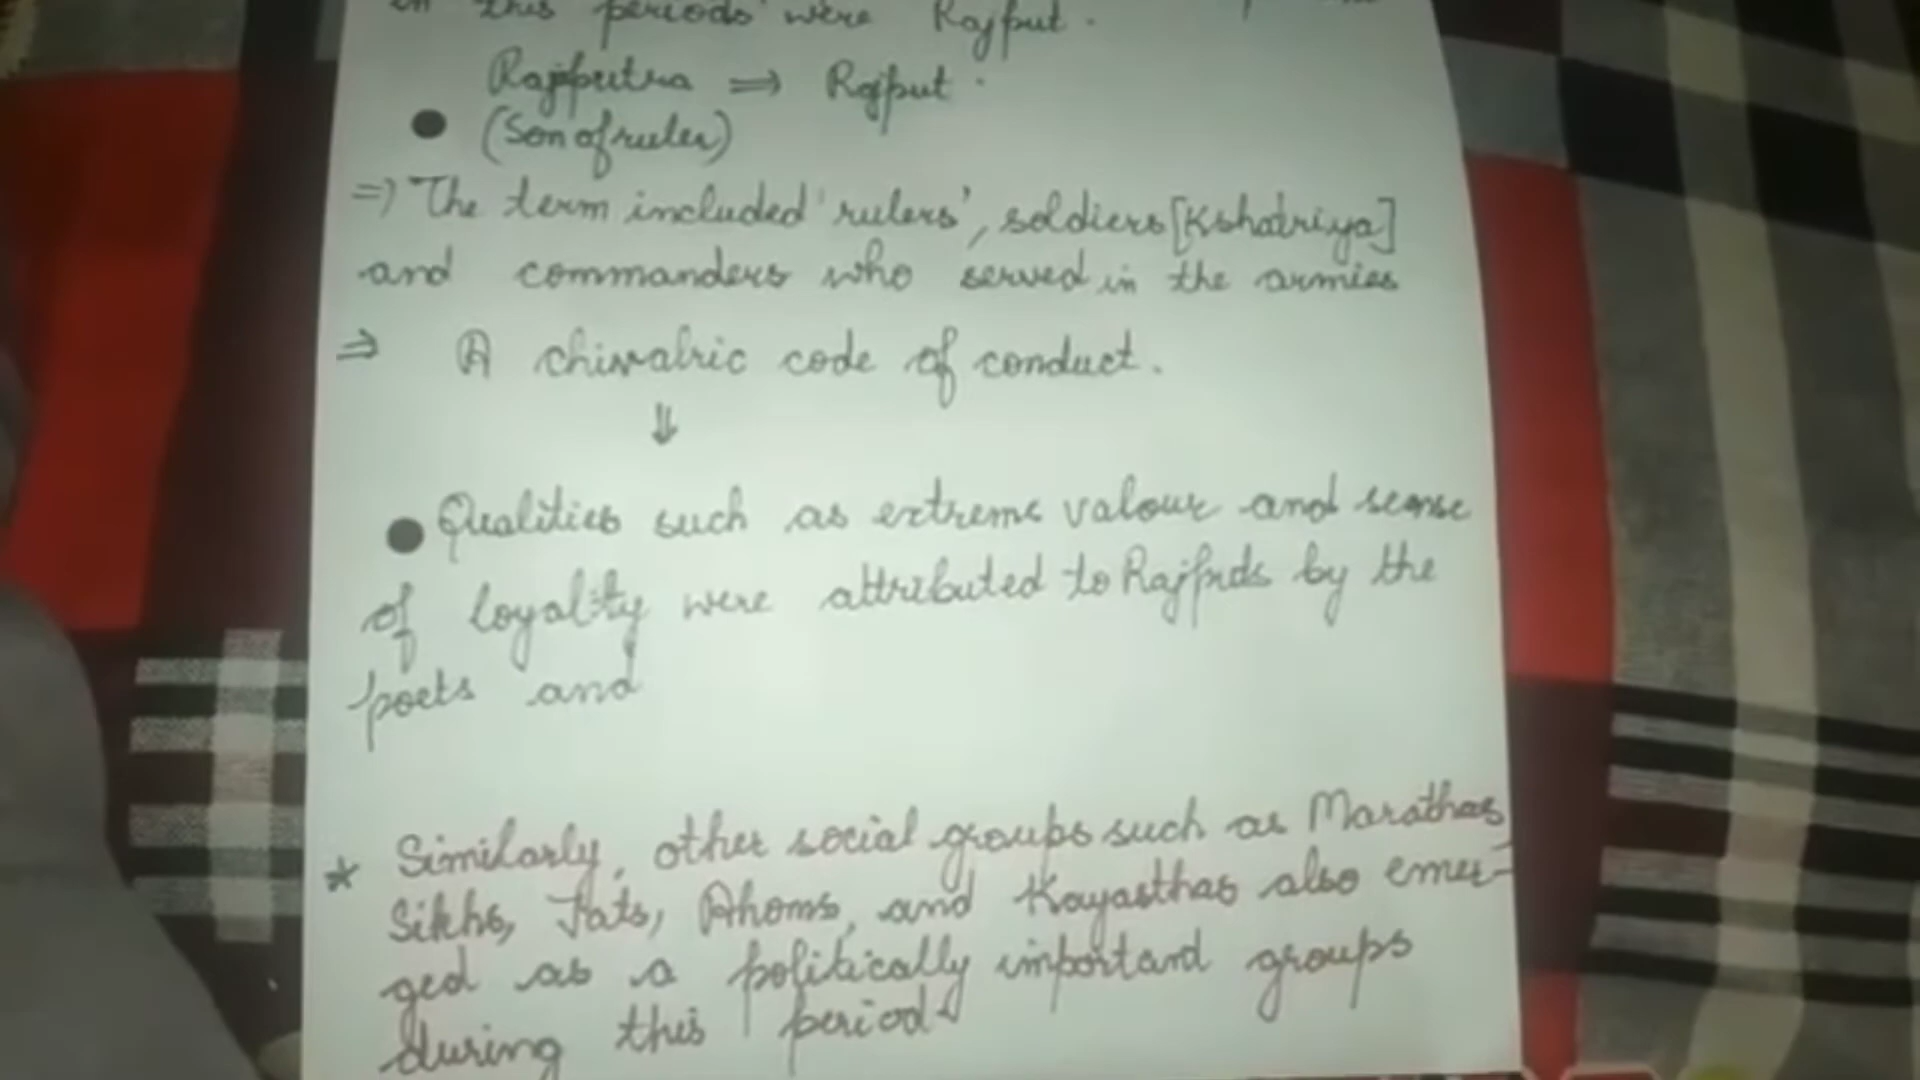 in this periods were Rajput.
Rajputra ⇒ Rajput.
● (Son of ruler)
⇒ The term included 'rulers', soldiers [Kshatriya]
and commanders who served in the armies
⇒ A chivalric code of conduct.
⇓
● Qualities such as extreme valour and sense
of loyality were attributed to Rajputs by the
poets and
* Similarly, other social groups such as Marathas,
Sikhs, Jats, Ahoms, and Kayasthas also emer-
ged as a politically important groups
during this period.